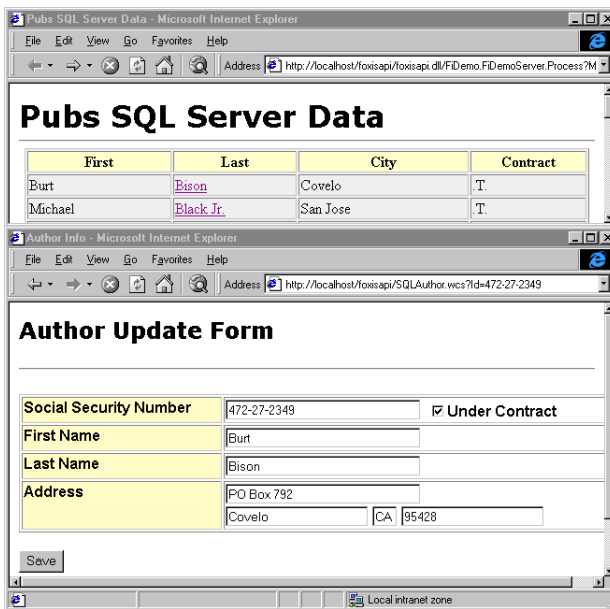 Pubs SQL Server Data - Microsoft Internet Explorer
File Edit View Go Favorites Help
Address http://localhost/foxisapi/foxisapi.dll/FiDemo.FiDemoServer.Process?M
Pubs SQL Server Data
First Last City Contract
Burt Bison Covelo .T.
Michael Black Jr. San Jose .T.
Author Info - Microsoft Internet Explorer
File Edit View Go Favorites Help
Address http://localhost/foxisapi/SQLAuthor.wcs?Id=472-27-2349
Author Update Form
Social Security Number 472-27-2349 Under Contract
First Name Burt
Last Name Bison
Address PO Box 792
Covelo CA 95428
Save
Local intranet zone